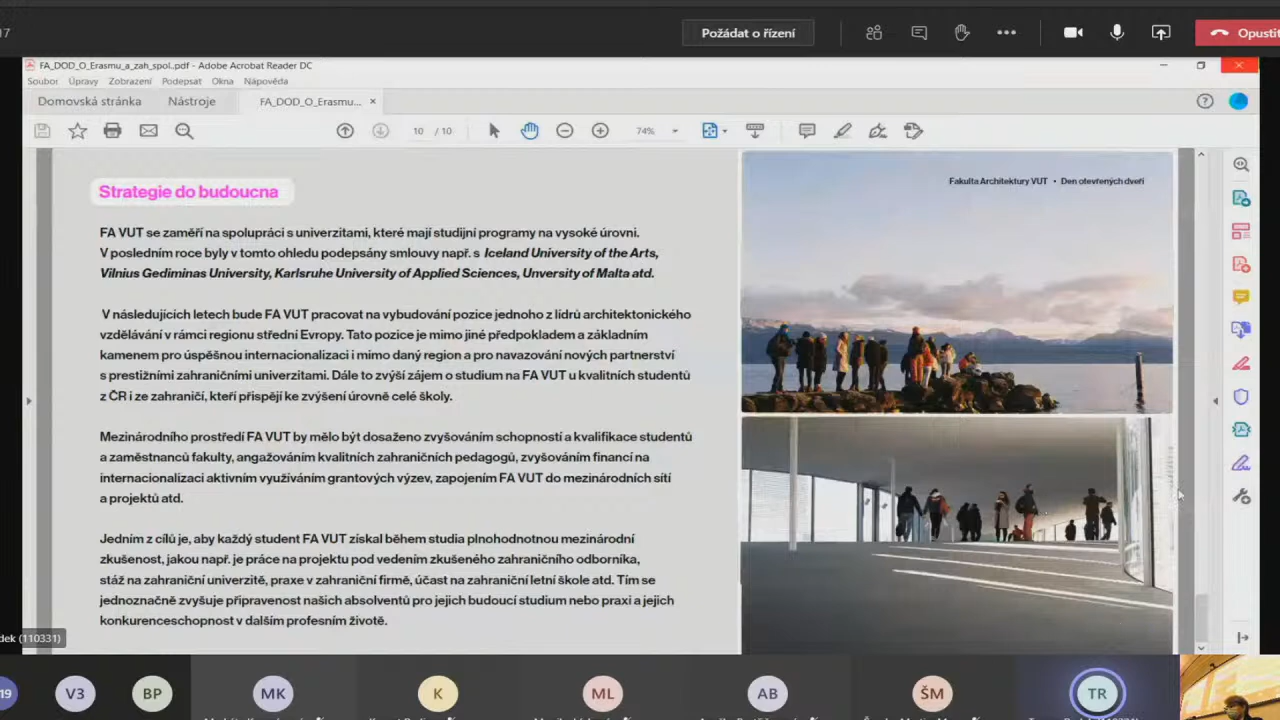 17
Požádat o řízení
Opustit
FA_DOD_O_Erasmu_a_zah_spol..pdf - Adobe Acrobat Reader DC
Soubor Úpravy Zobrazení Podepsat Okna Nápověda
Domovská stránka Nástroje FA_DOD_O_Erasmu... ×
10 / 10 74%
Fakulta Architektury VUT • Den otevřených dveří
Strategie do budoucna
FA VUT se zaměří na spolupráci s univerzitami, které mají studijní programy na vysoké úrovni.
V posledním roce byly v tomto ohledu podepsány smlouvy např. s Iceland University of the Arts,
Vilnius Gediminas University, Karlsruhe University of Applied Sciences, Unversity of Malta atd.
V následujících letech bude FA VUT pracovat na vybudování pozice jednoho z lídrů architektonického
vzdělávání v rámci regionu střední Evropy. Tato pozice je mimo jiné předpokladem a základním
kamenem pro úspěšnou internacionalizaci i mimo daný region a pro navazování nových partnerství
s prestižními zahraničními univerzitami. Dále to zvýší zájem o studium na FA VUT u kvalitních studentů
z ČR i ze zahraničí, kteří přispějí ke zvýšení úrovně celé školy.
Mezinárodního prostředí FA VUT by mělo být dosaženo zvyšováním schopností a kvalifikace studentů
a zaměstnanců fakulty, angažováním kvalitních zahraničních pedagogů, zvyšováním financí na
internacionalizaci aktivním využíváním grantových výzev, zapojením FA VUT do mezinárodních sítí
a projektů atd.
Jedním z cílů je, aby každý student FA VUT získal během studia plnohodnotnou mezinárodní
zkušenost, jakou např. je práce na projektu pod vedením zkušeného zahraničního odborníka,
stáž na zahraniční univerzitě, praxe v zahraniční firmě, účast na zahraniční letní škole atd. Tím se
jednoznačně zvyšuje připravenost našich absolventů pro jejich budoucí studium nebo praxi a jejich
konkurenceschopnost v dalším profesním životě.
dek (110331)
19 V3 BP MK K ML AB ŠM TR